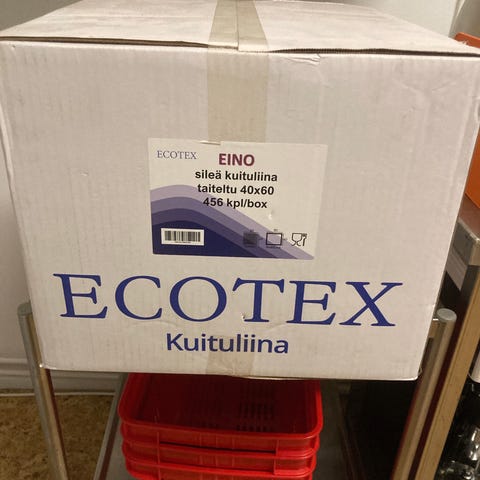 ECOTEX EINO
sileä kuituliina
taiteltu 40x60
456 kpl/box
ECOTEX
Kuituliina